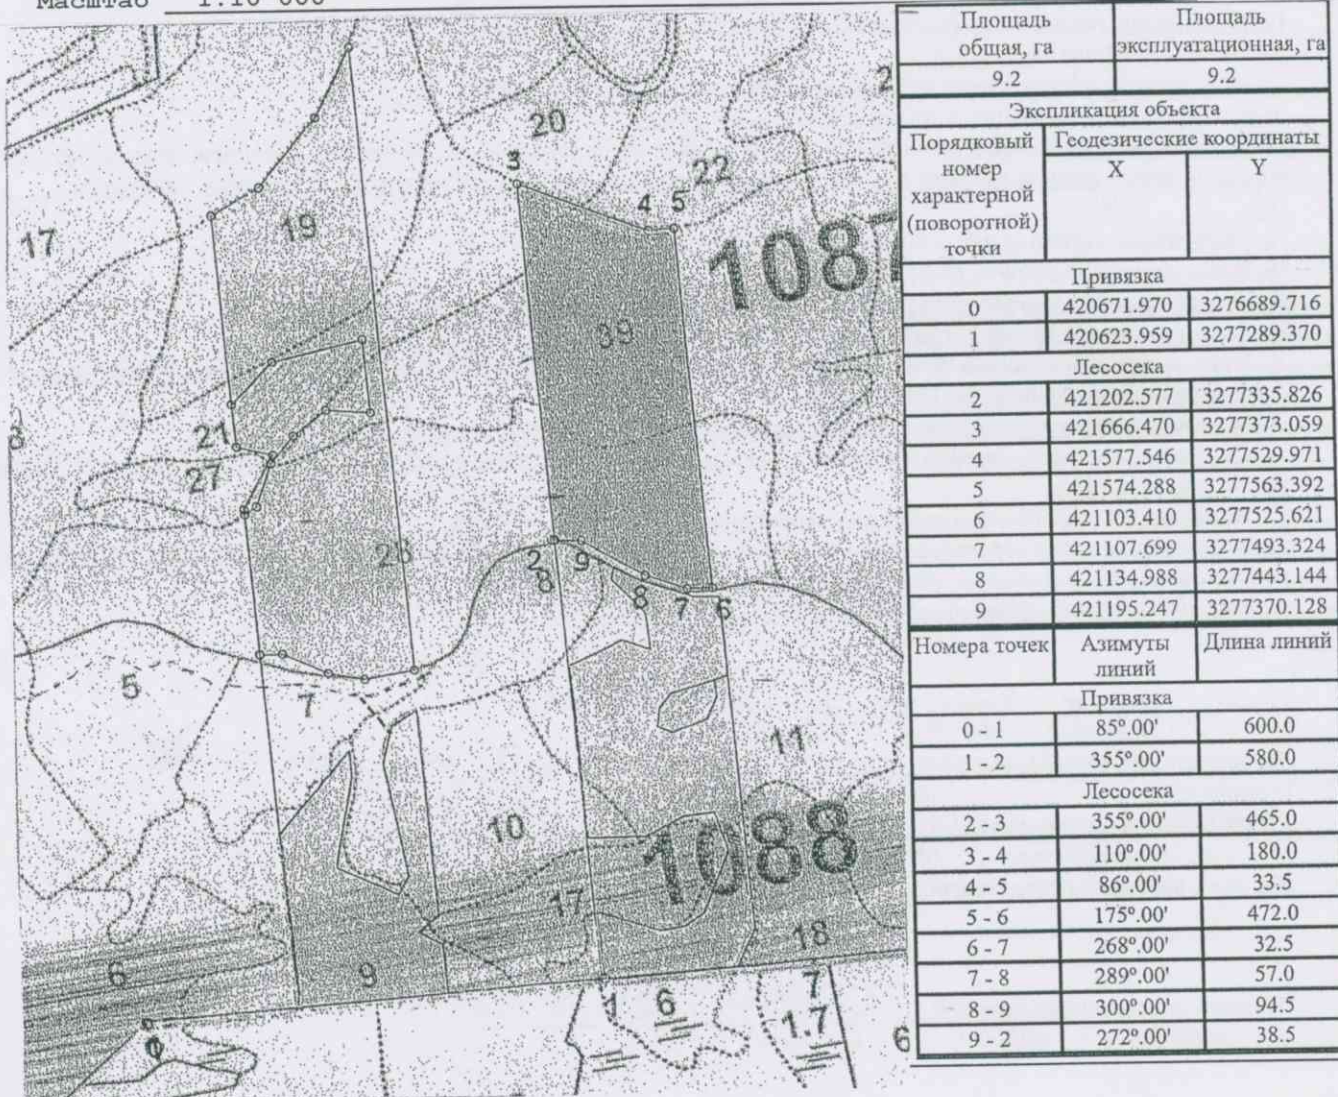 Масштаб 1:10 000
Площадь общая, га | Площадь эксплуатационная, га
9.2 | 9.2
Экспликация объекта
Порядковый номер характерной (поворотной) точки | Геодезические координаты
X | Y
Привязка
0 | 420671.970 | 3276689.716
1 | 420623.959 | 3277289.370
Лесосека
2 | 421202.577 | 3277335.826
3 | 421666.470 | 3277373.059
4 | 421577.546 | 3277529.971
5 | 421574.288 | 3277563.392
6 | 421103.410 | 3277525.621
7 | 421107.699 | 3277493.324
8 | 421134.988 | 3277443.144
9 | 421195.247 | 3277370.128
Номера точек | Азимуты линий | Длина линий
Привязка
0 - 1 | 85°.00' | 600.0
1 - 2 | 355°.00' | 580.0
Лесосека
2 - 3 | 355°.00' | 465.0
3 - 4 | 110°.00' | 180.0
4 - 5 | 86°.00' | 33.5
5 - 6 | 175°.00' | 472.0
6 - 7 | 268°.00' | 32.5
7 - 8 | 289°.00' | 57.0
8 - 9 | 300°.00' | 94.5
9 - 2 | 272°.00' | 38.5
20
3
4 5
22
2
17
19
1087
39
21
27
2
8
9
8
7
6
5
7
11
10
1088
17
18
6
9
1
6
7
1.7
6